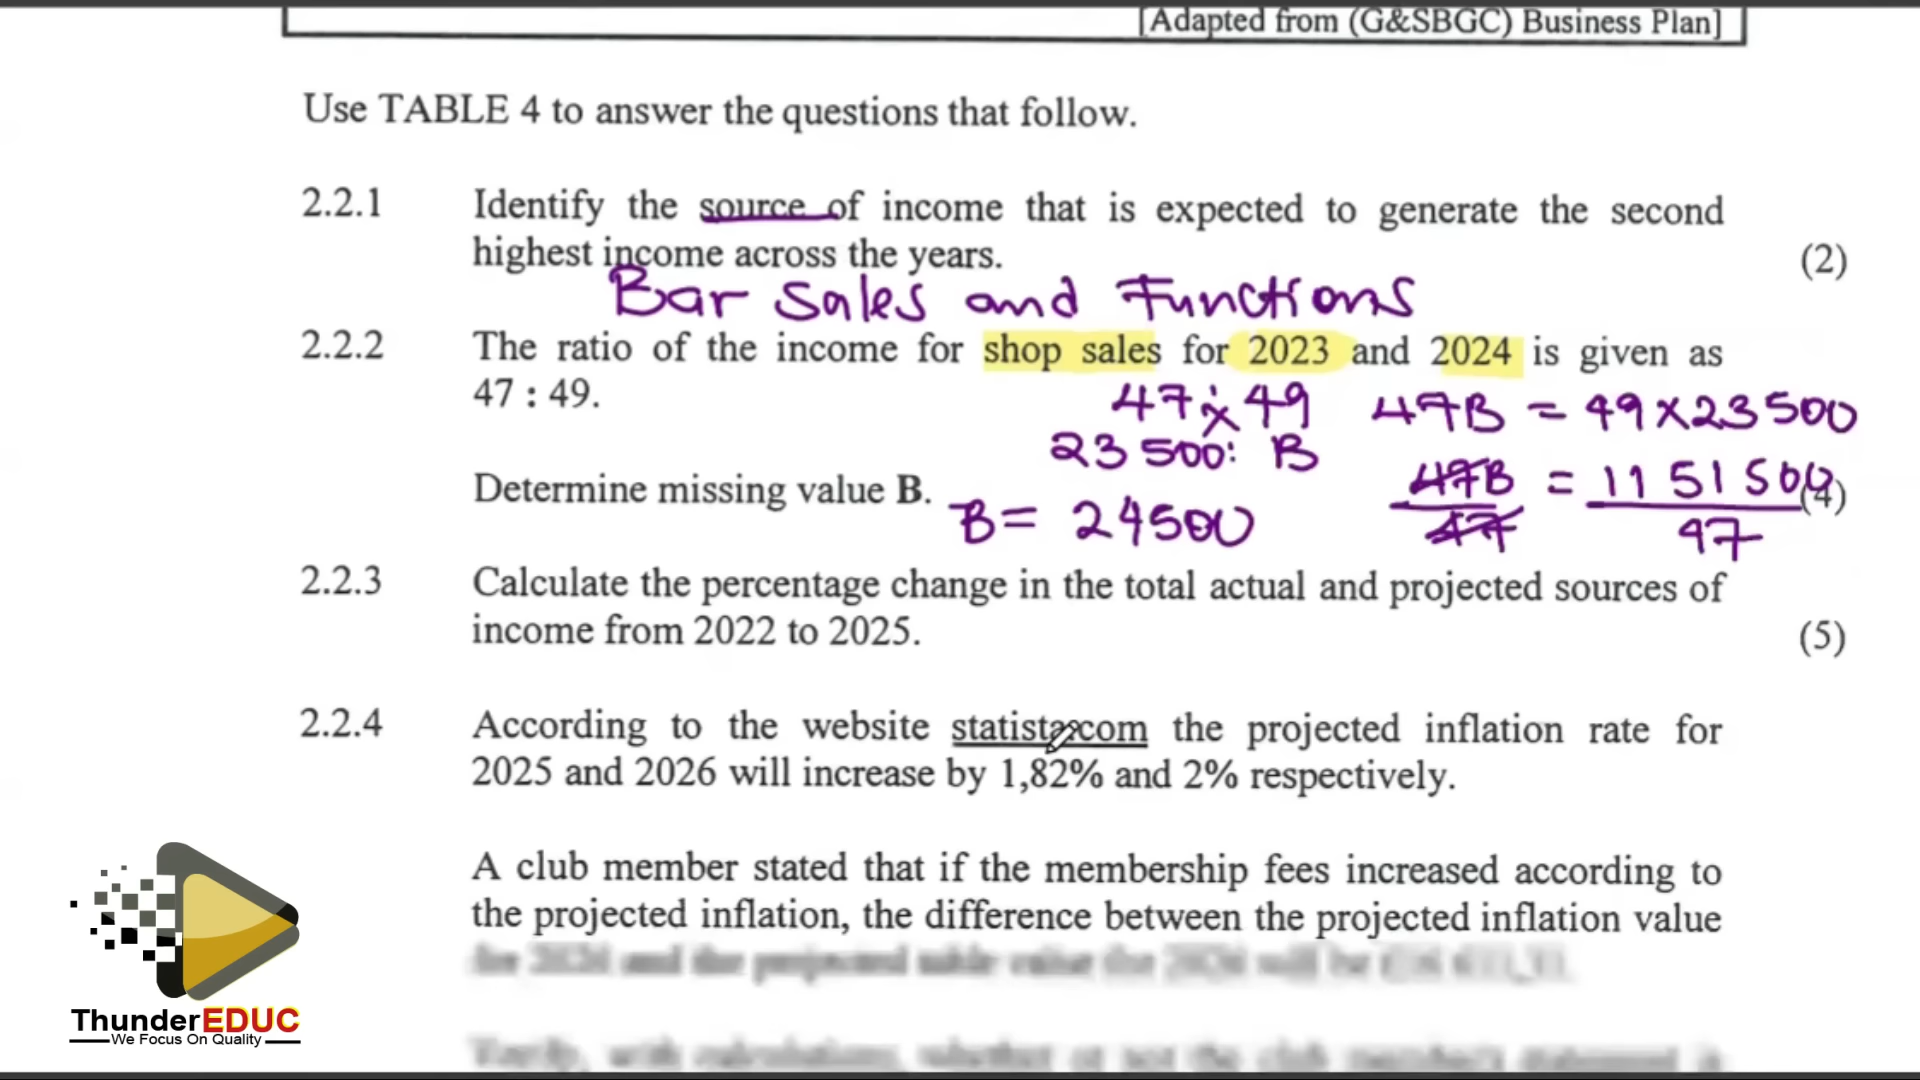 [Adapted from (G&SBGC) Business Plan]
Use TABLE 4 to answer the questions that follow.
2.2.1 Identify the source of income that is expected to generate the second
highest income across the years. (2)
Bar Sales and Functions
2.2.2 The ratio of the income for shop sales for 2023 and 2024 is given as
47 : 49.
47 : 49
23 500 : B
47B = 49 × 23 500
47B = 1151500
47 47
Determine missing value B. (4)
B = 24500
2.2.3 Calculate the percentage change in the total actual and projected sources of
income from 2022 to 2025. (5)
2.2.4 According to the website statista.com the projected inflation rate for
2025 and 2026 will increase by 1,82% and 2% respectively.
A club member stated that if the membership fees increased according to
the projected inflation, the difference between the projected inflation value
ThunderEDUC
We Focus On Quality